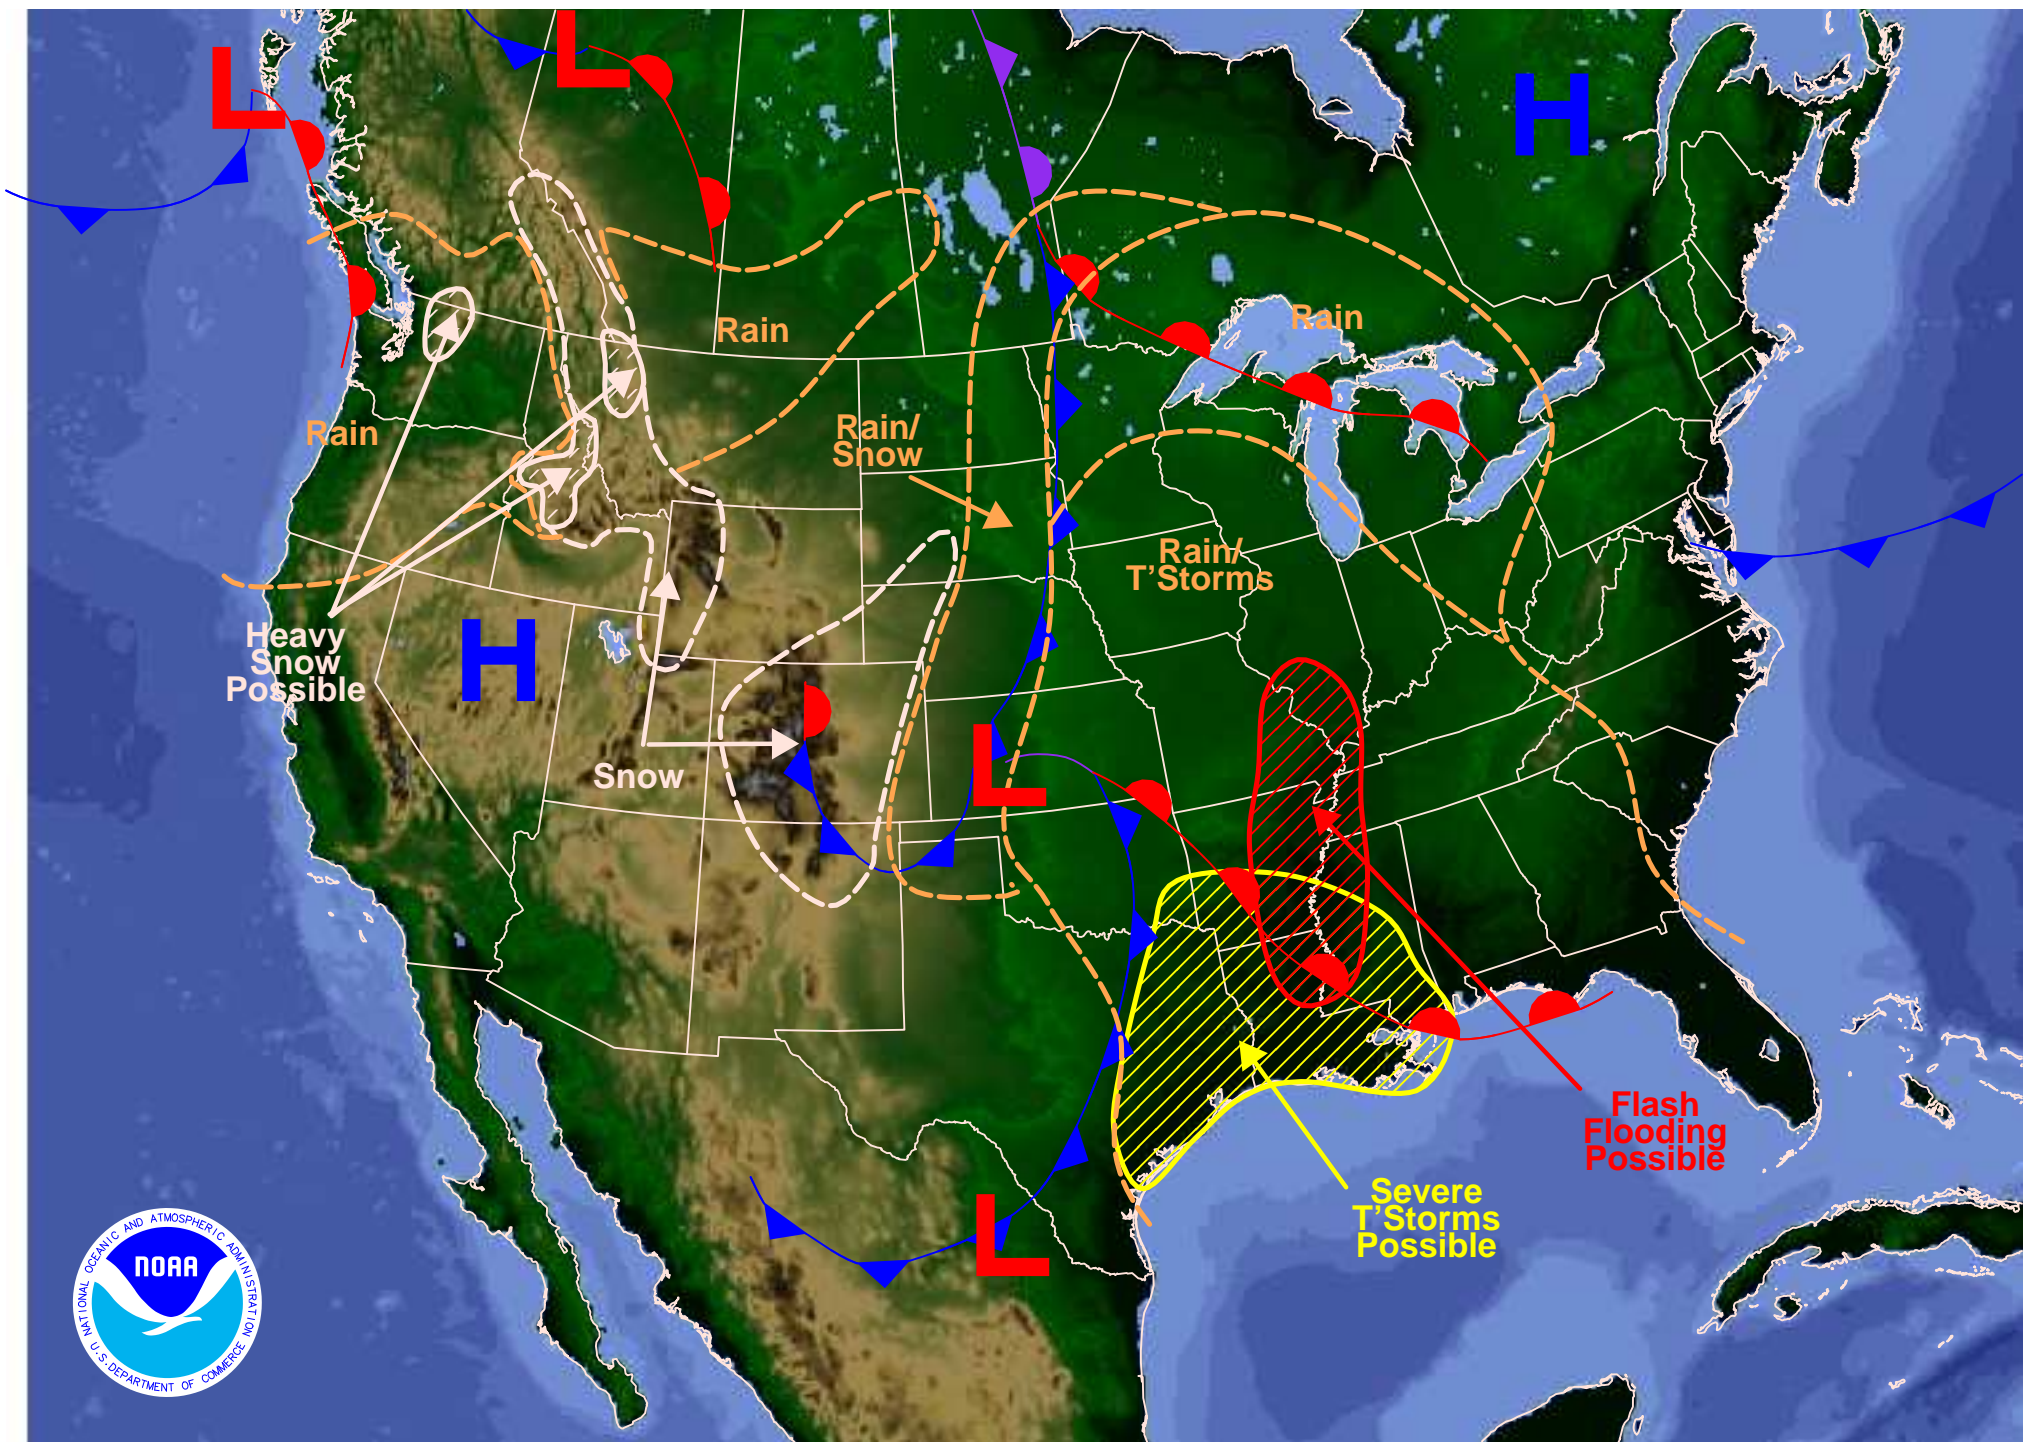 L
L
H
Rain
Rain
Rain
Rain/
Snow
Rain/
T'Storms
Heavy
Snow
Possible
H
Snow
L
Flash
Flooding
Possible
Severe
T'Storms
Possible
L
NATIONAL OCEANIC AND ATMOSPHERIC ADMINISTRATION
NOAA
U.S. DEPARTMENT OF COMMERCE